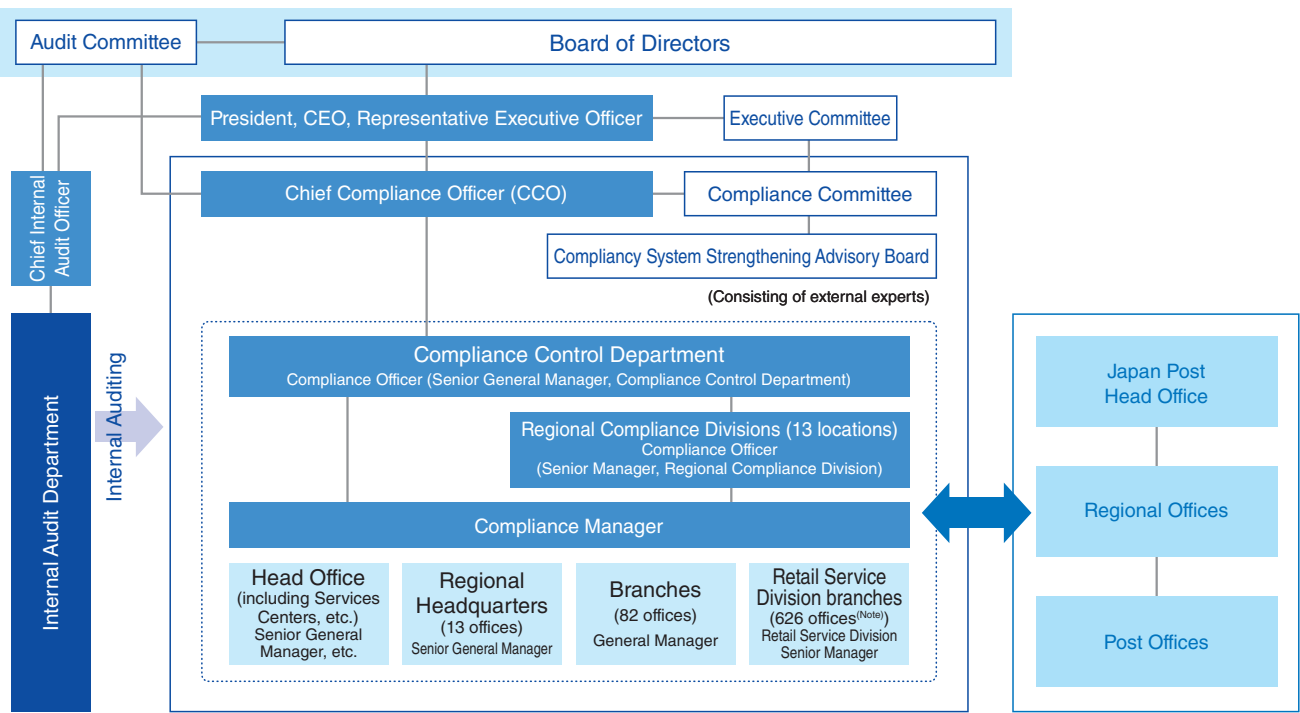 Audit Committee
Board of Directors
President, CEO, Representative Executive Officer
Executive Committee
Chief Internal
Audit Officer
Chief Compliance Officer (CCO)
Compliance Committee
Compliancy System Strengthening Advisory Board
(Consisting of external experts)
Internal Audit Department
Internal Auditing
Compliance Control Department
Compliance Officer (Senior General Manager, Compliance Control Department)
Regional Compliance Divisions (13 locations)
Compliance Officer
(Senior Manager, Regional Compliance Division)
Compliance Manager
Head Office
(including Services
Centers, etc.)
Senior General
Manager, etc.
Regional
Headquarters
(13 offices)
Senior General Manager
Branches
(82 offices)
General Manager
Retail Service
Division branches
(626 offices(Note))
Retail Service Division
Senior Manager
Japan Post
Head Office
Regional Offices
Post Offices